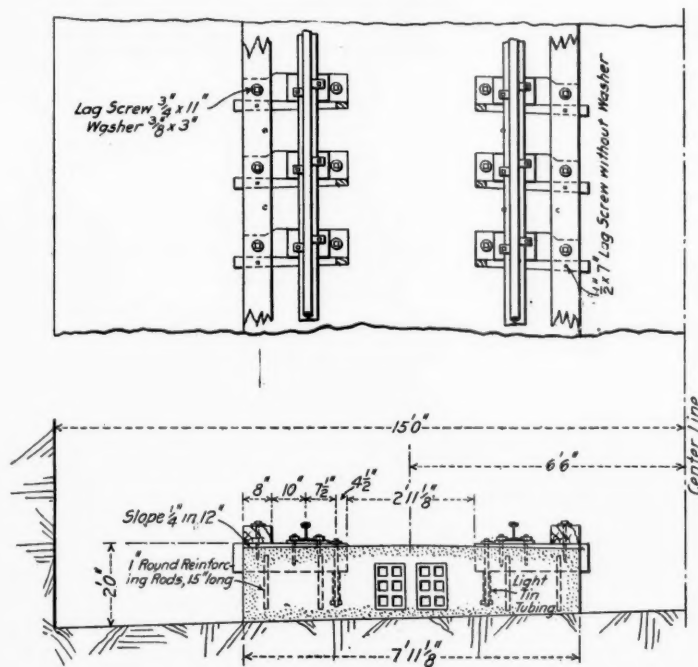 Lag Screw 3/4" x 11"
Washer 3/8" x 3"
1/2" x 7" Lag Screw without Washer
Center Line
15'0"
6'6"
8"
10"
7 1/2"
4 1/2"
2'11 1/8"
Slope 1/4" in 12"
1" Round Reinforc-
ing Rods, 15" long
2'0"
Light
Tin
Tubing
7'11 1/8"